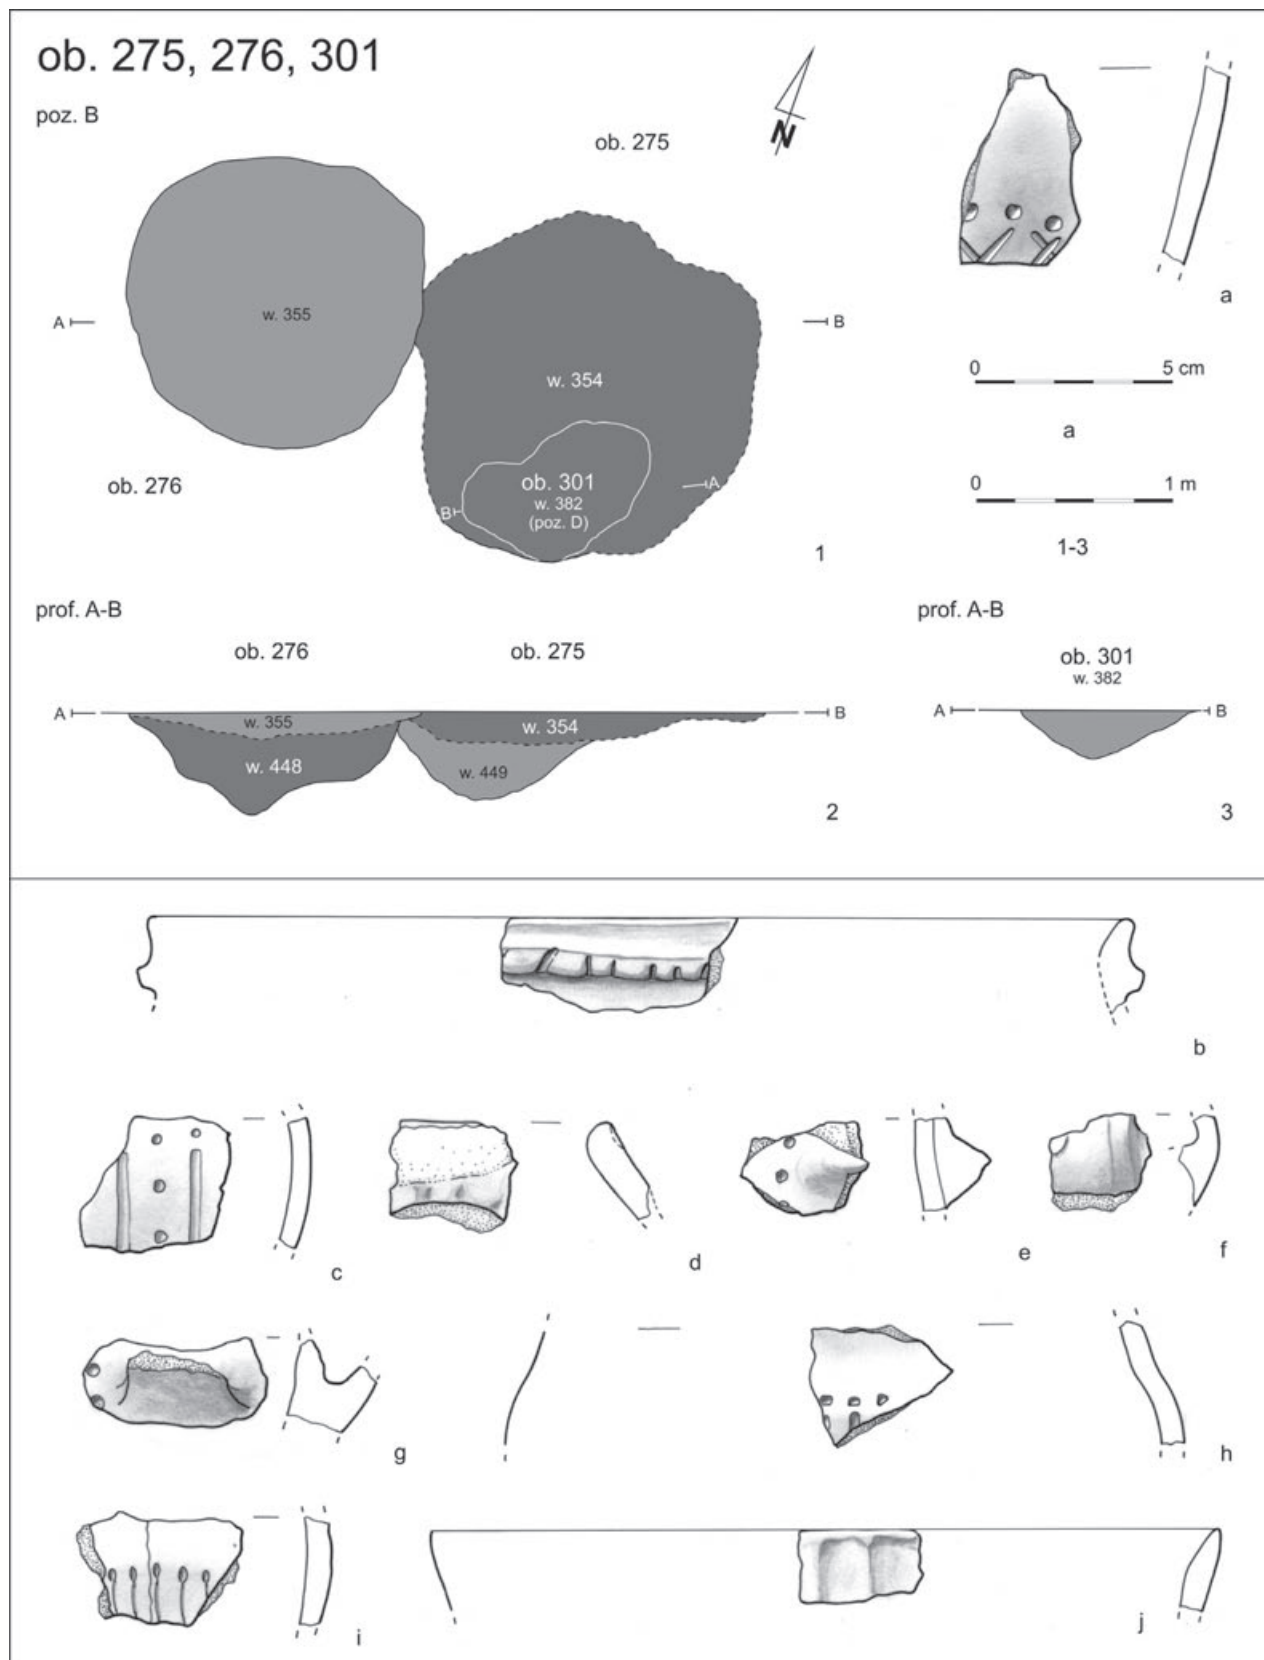 ob. 275, 276, 301
poz. B
N
ob. 275
w. 355
A
B
w. 354
ob. 276
ob. 301
w. 382
(poz. D)
A
B
1
a
0 5 cm
a
0 1 m
1-3
prof. A-B
ob. 276
ob. 275
A
B
w. 355
w. 354
w. 448
w. 449
2
prof. A-B
ob. 301
w. 382
A
B
3
b
c
d
e
f
g
h
i
j